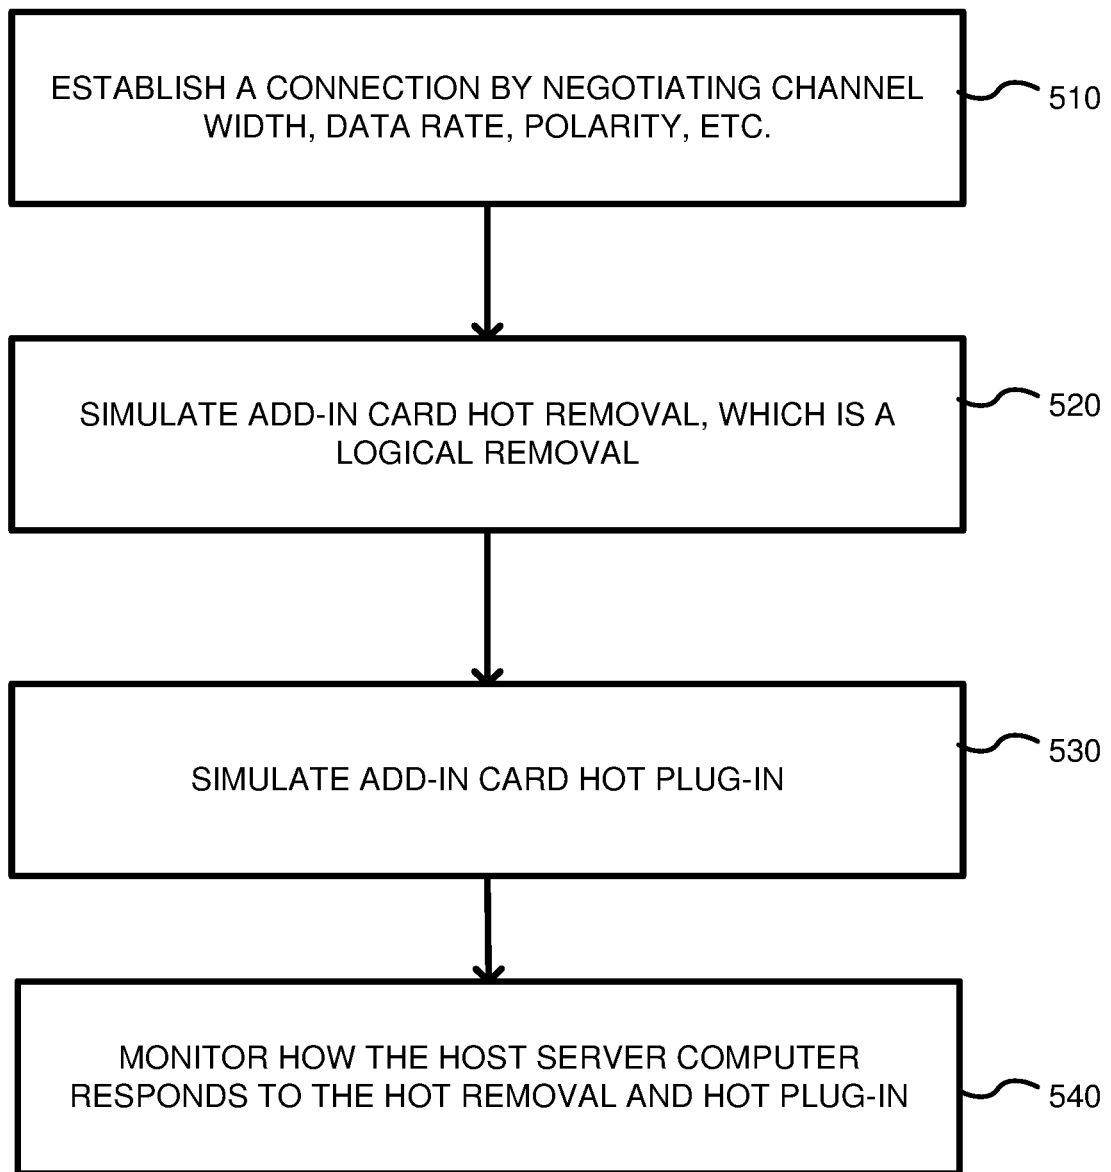 ESTABLISH A CONNECTION BY NEGOTIATING CHANNEL
WIDTH, DATA RATE, POLARITY, ETC.
510
SIMULATE ADD-IN CARD HOT REMOVAL, WHICH IS A
LOGICAL REMOVAL
520
SIMULATE ADD-IN CARD HOT PLUG-IN
530
MONITOR HOW THE HOST SERVER COMPUTER
RESPONDS TO THE HOT REMOVAL AND HOT PLUG-IN
540